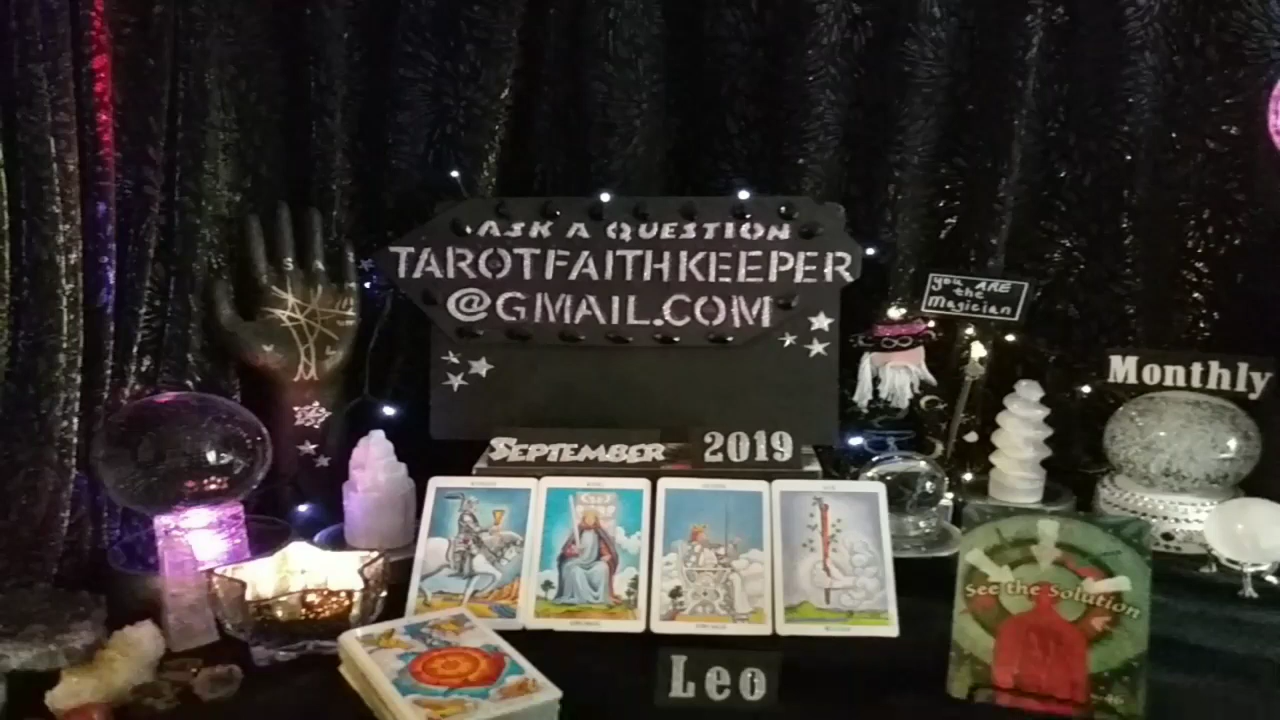 ASK A QUESTION
TAROTFAITHKEEPER
@GMAIL.COM
you ARE
the
Magician
Monthly
SEPTEMBER 2019
See the Solution
Leo